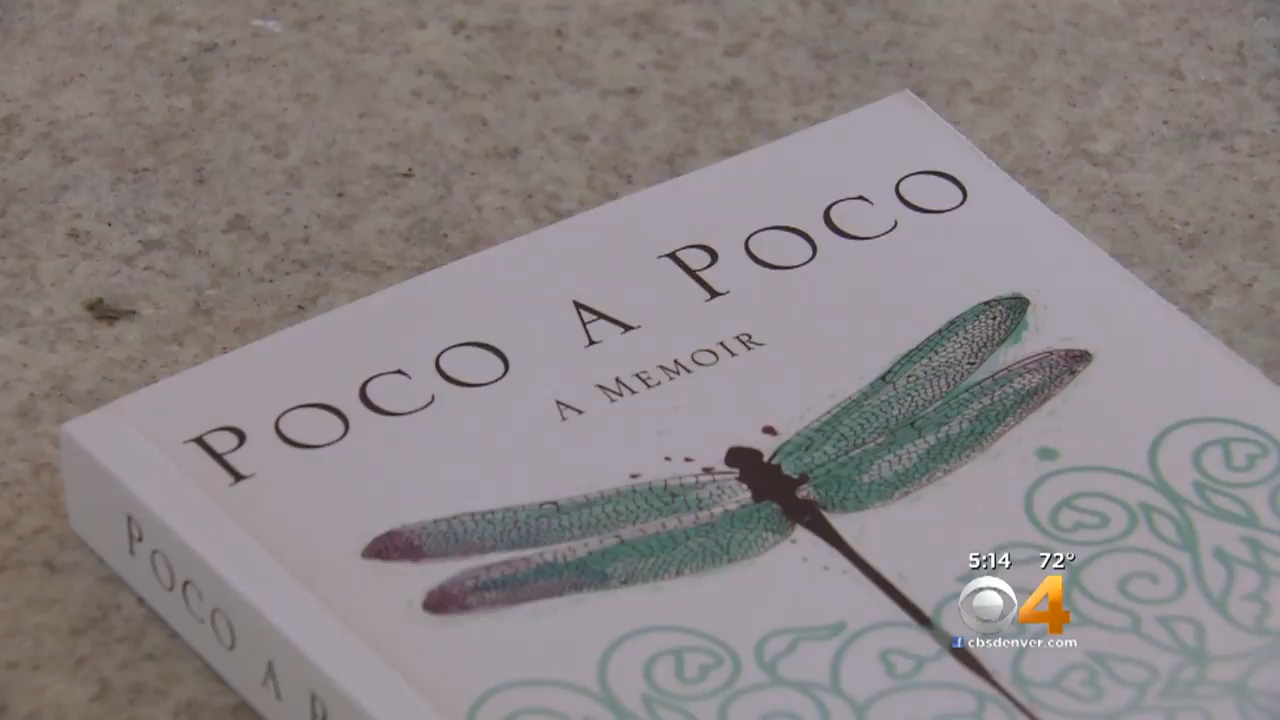 POCO A POCO
A MEMOIR
POCO A P
5:14 72°
4
f cbsdenver.com